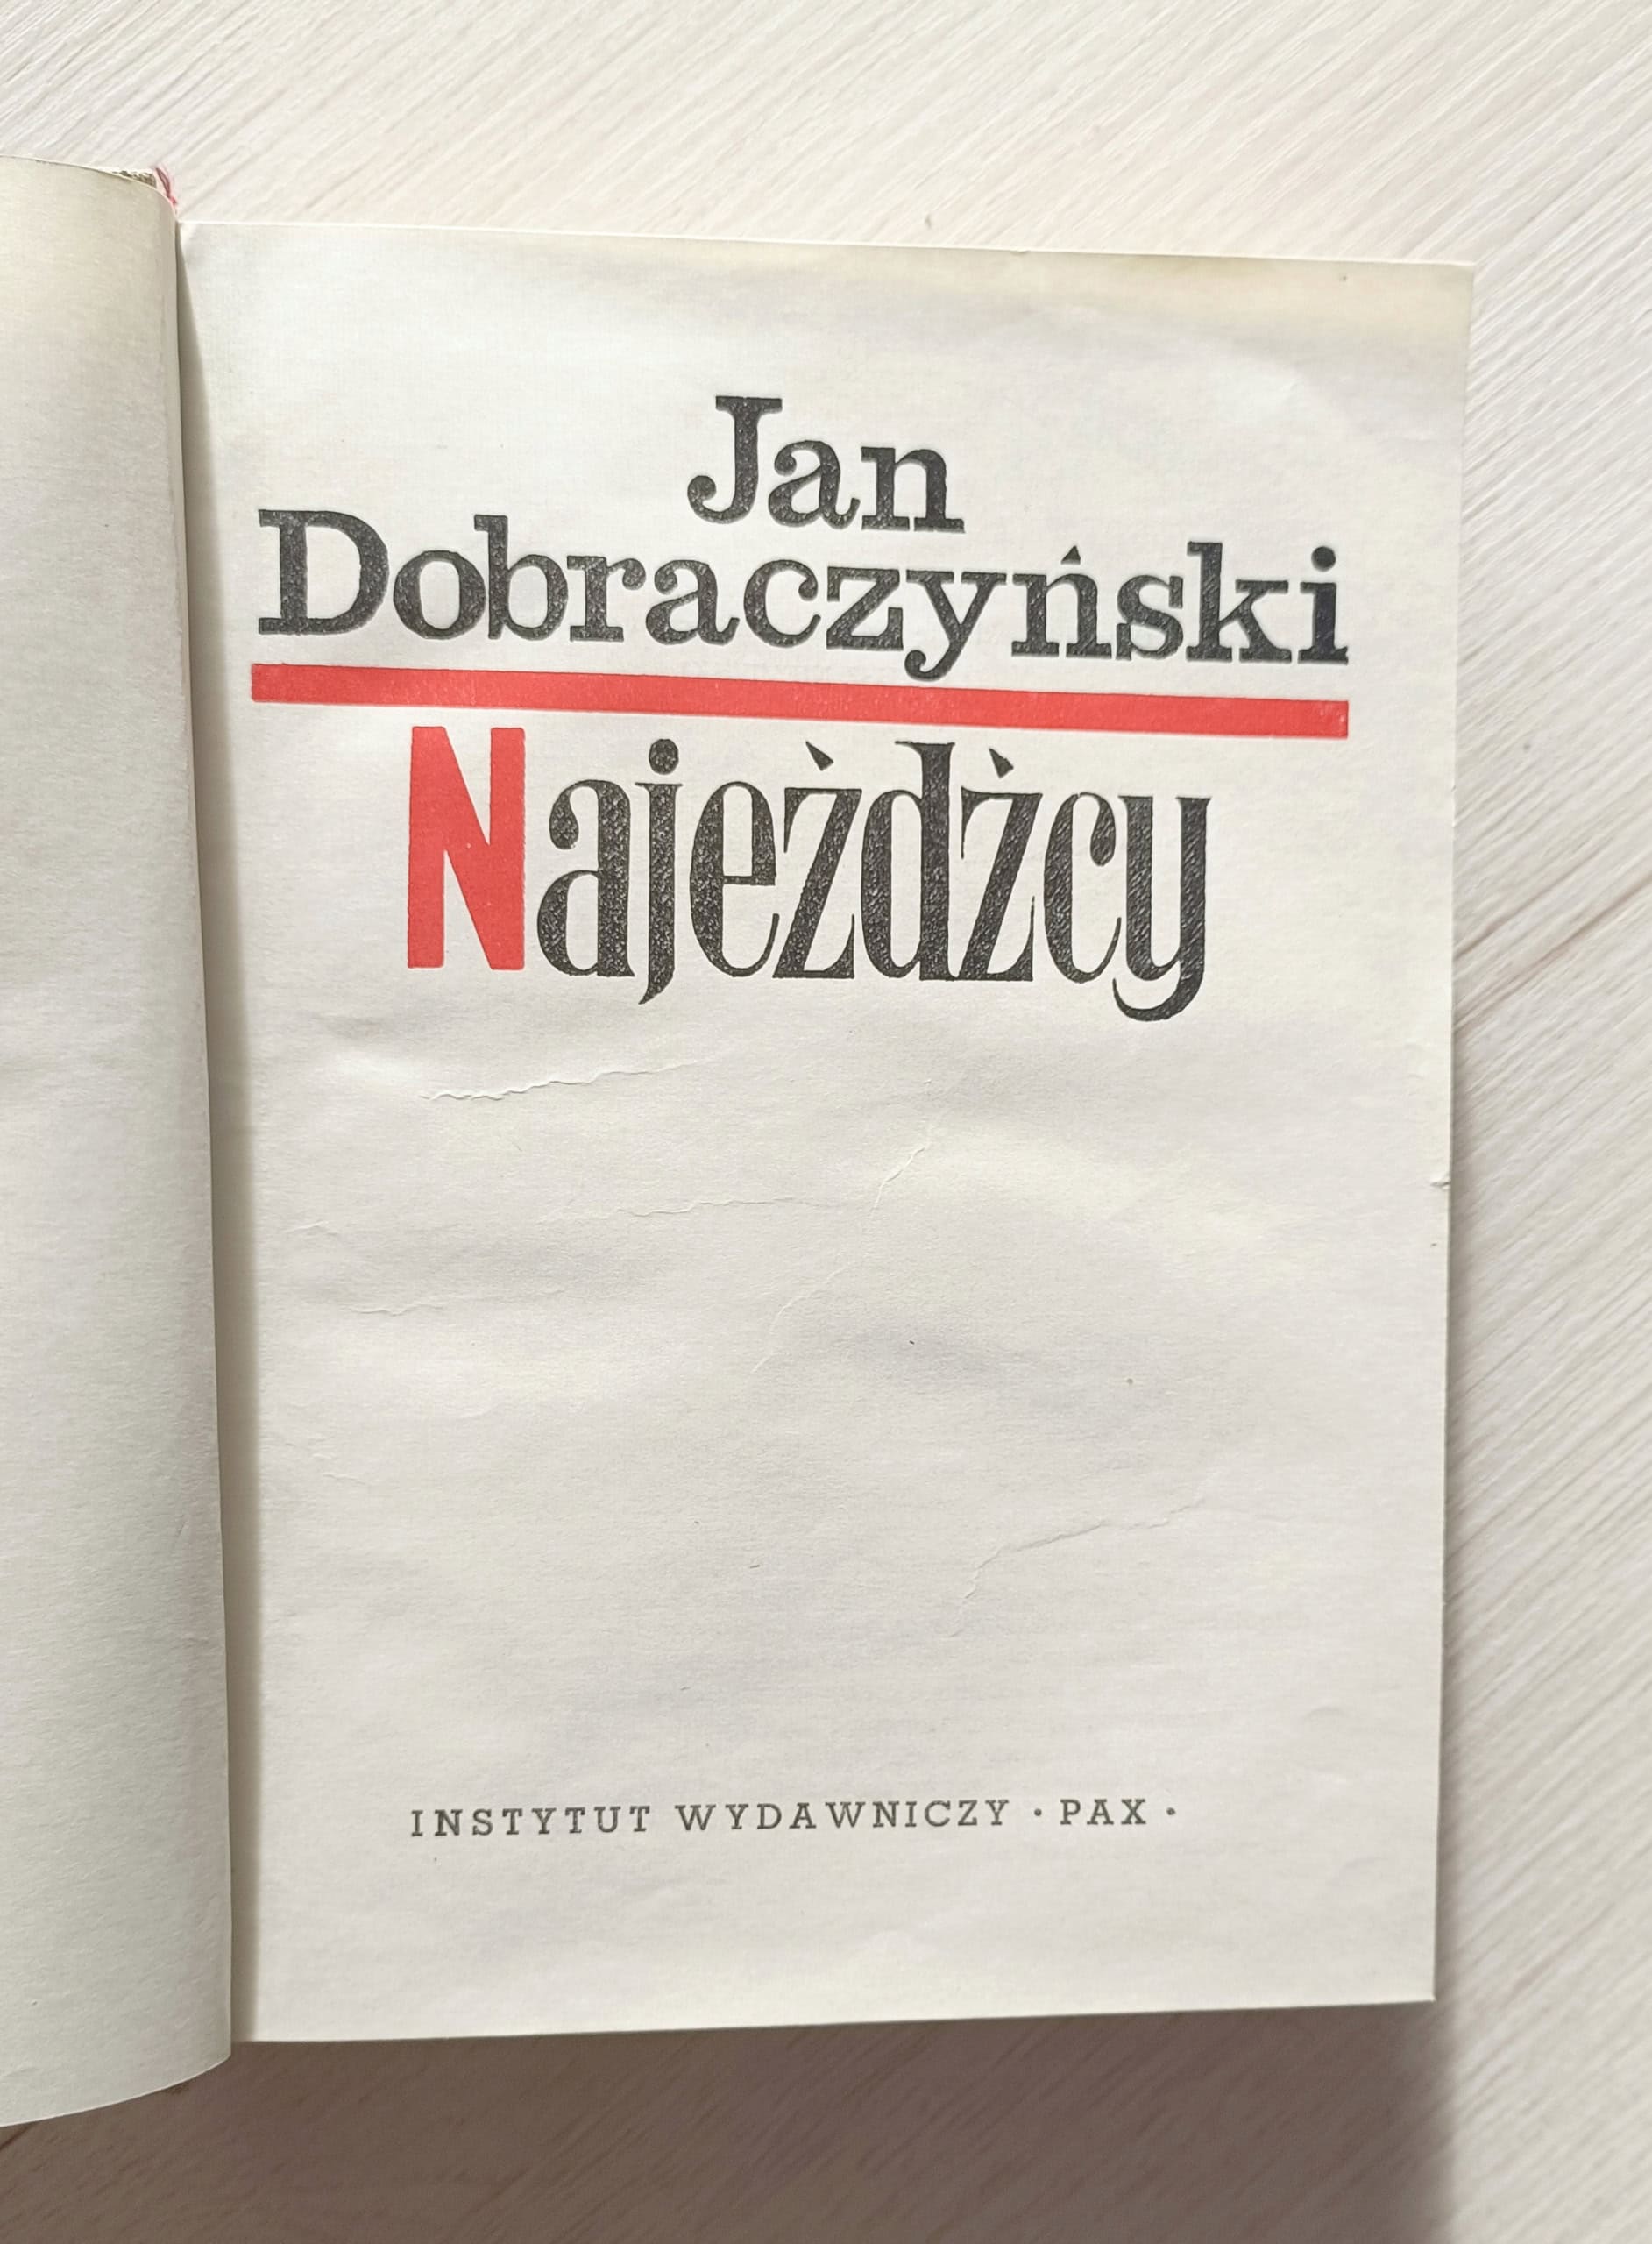 Jan
Dobraczyński
Najeżdżcy
INSTYTUT WYDAWNICZY · PAX ·